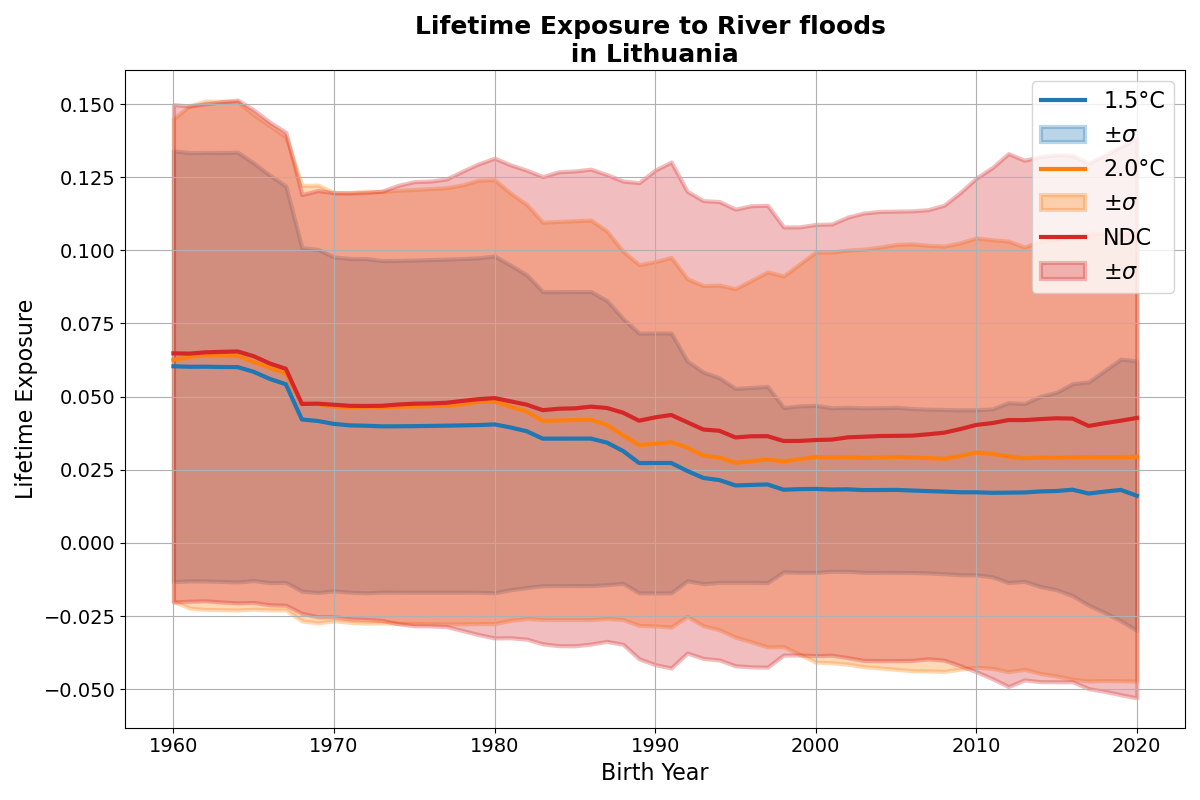 Lifetime Exposure to River floods
in Lithuania
1.5°C
±σ
2.0°C
±σ
NDC
±σ
Lifetime Exposure
0.150
0.125
0.100
0.075
0.050
0.025
0.000
−0.025
−0.050
1960 1970 1980 1990 2000 2010 2020
Birth Year